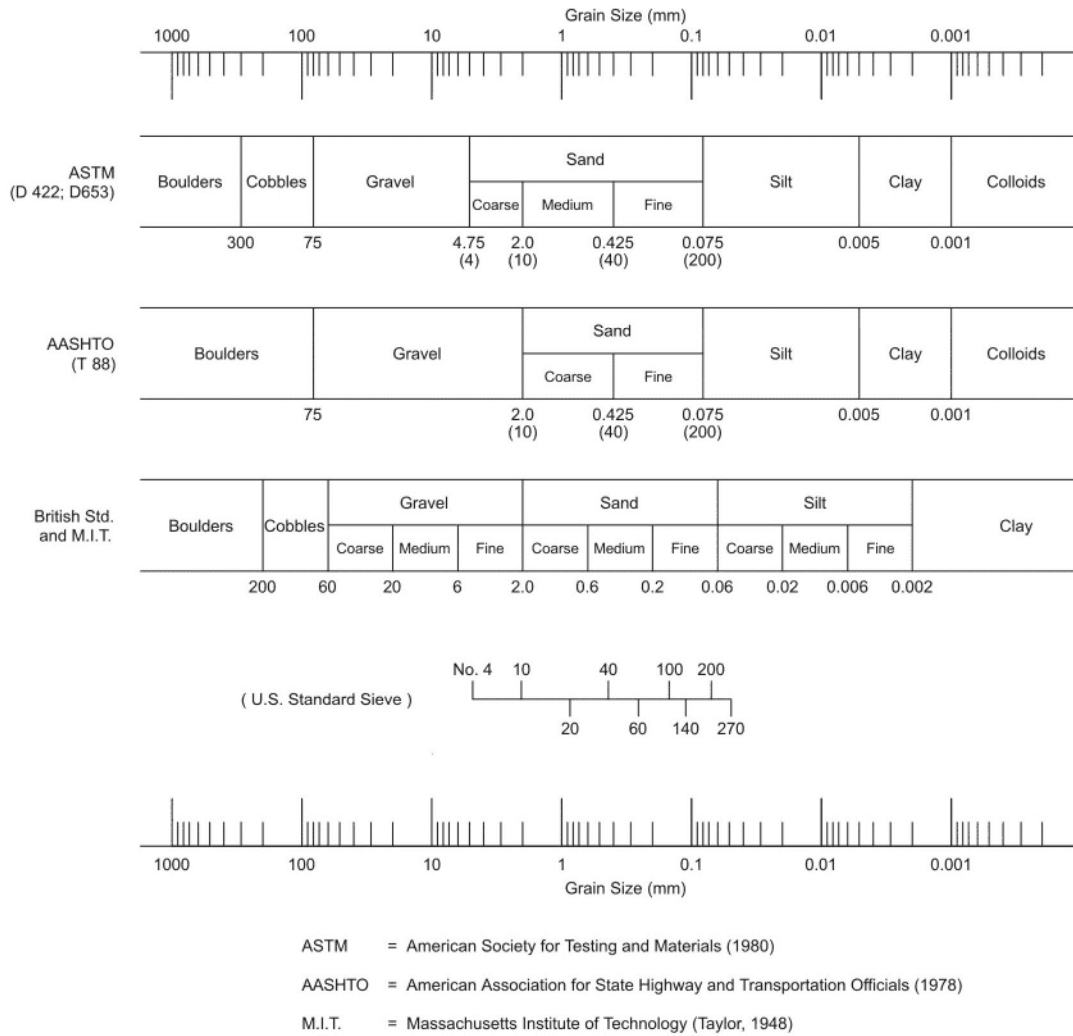 Grain Size (mm)
1000 100 10 1 0.1 0.01 0.001
ASTM
(D 422; D653)
Boulders Cobbles Gravel Sand Silt Clay Colloids
Coarse Medium Fine
300 75 4.75 2.0 0.425 0.075 0.005 0.001
(4) (10) (40) (200)
AASHTO
(T 88)
Boulders Gravel Sand Silt Clay Colloids
Coarse Fine
75 2.0 0.425 0.075 0.005 0.001
(10) (40) (200)
British Std.
and M.I.T.
Boulders Cobbles Gravel Sand Silt Clay
Coarse Medium Fine Coarse Medium Fine Coarse Medium Fine
200 60 20 6 2.0 0.6 0.2 0.06 0.02 0.006 0.002
No. 4 10 40 100 200
( U.S. Standard Sieve )
20 60 140 270
1000 100 10 1 0.1 0.01 0.001
Grain Size (mm)
ASTM = American Society for Testing and Materials (1980)
AASHTO = American Association for State Highway and Transportation Officials (1978)
M.I.T. = Massachusetts Institute of Technology (Taylor, 1948)